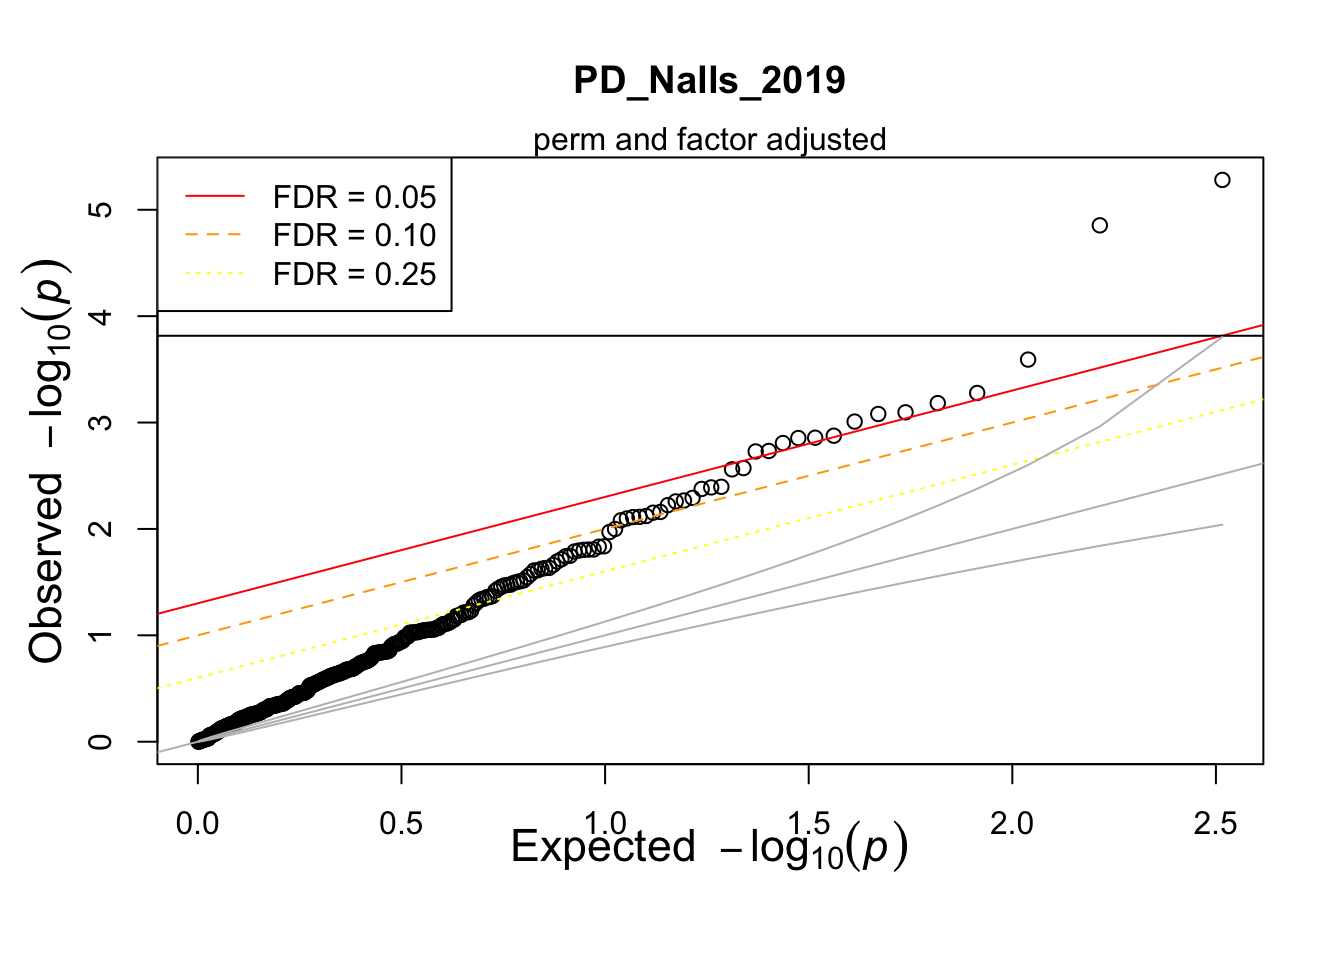 PD_Nalls_2019
perm and factor adjusted
FDR = 0.05
FDR = 0.10
FDR = 0.25
Observed −log10(p)
5
4
3
2
1
0
0.0 0.5 1.0 1.5 2.0 2.5
Expected −log10(p)